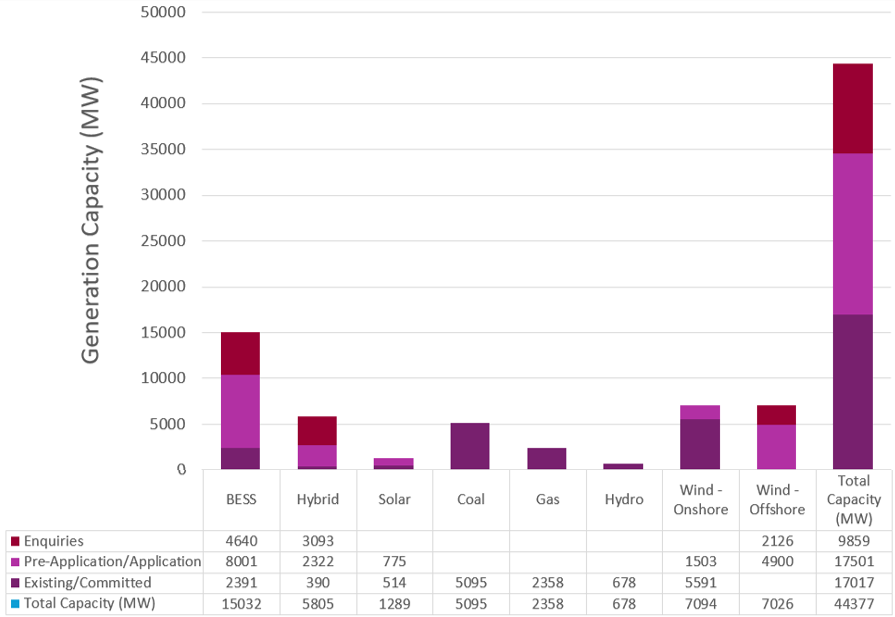 50000
45000
40000
35000
30000
25000
20000
15000
10000
5000
0
Generation Capacity (MW)
BESS Hybrid Solar Coal Gas Hydro Wind - Onshore Wind - Offshore Total Capacity (MW)
Enquiries 4640 3093 2126 9859
Pre-Application/Application 8001 2322 775 1503 4900 17501
Existing/Committed 2391 390 514 5095 2358 678 5591 17017
Total Capacity (MW) 15032 5805 1289 5095 2358 678 7094 7026 44377